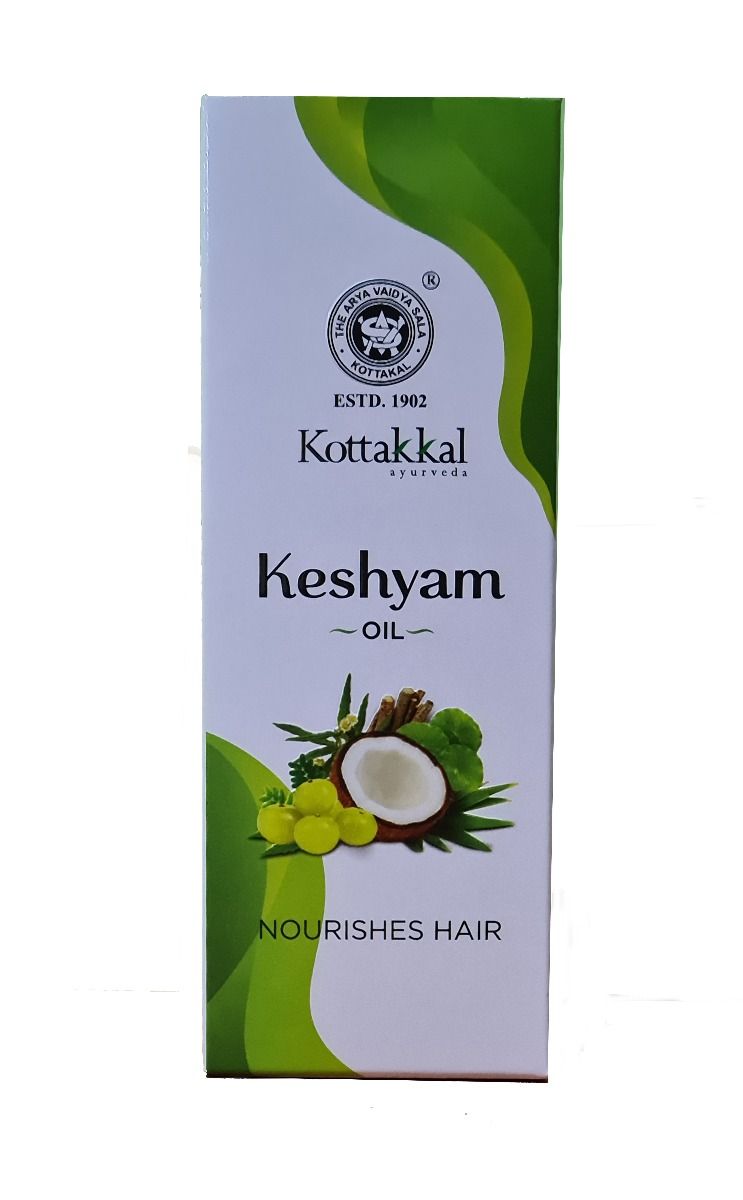 ®
THE ARYA VAIDYA SALA
KOTTAKAL
ESTD. 1902
Kottakkal
ayurveda
Keshyam
OIL
NOURISHES HAIR